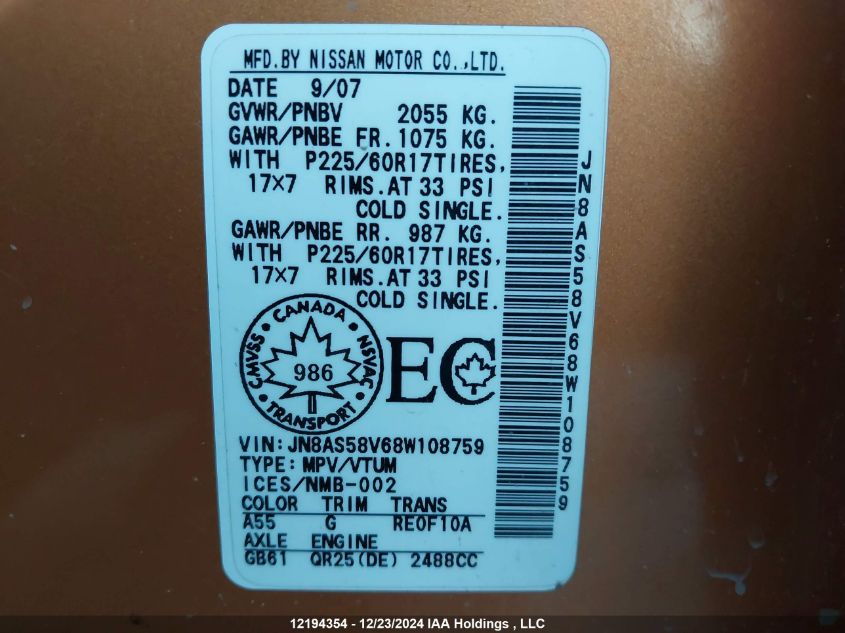 MFD.BY NISSAN MOTOR CO.,LTD.
DATE 9/07
GVWR/PNBV 2055 KG.
GAWR/PNBE FR. 1075 KG.
WITH P225/60R17TIRES,
17×7 RIMS.AT 33 PSI
COLD SINGLE.
GAWR/PNBE RR. 987 KG.
WITH P225/60R17TIRES,
17×7 RIMS.AT 33 PSI
COLD SINGLE.
CANADA
CMVSS
NSVAC
986
TRANSPORT
EC
VIN:JN8AS58V68W108759
TYPE:MPV/VTUM
ICES/NMB-002
COLOR TRIM TRANS
A55 G RE0F10A
AXLE ENGINE
GB61 QR25(DE) 2488CC
JN8AS58V68W108759
12194354 - 12/23/2024 IAA Holdings , LLC